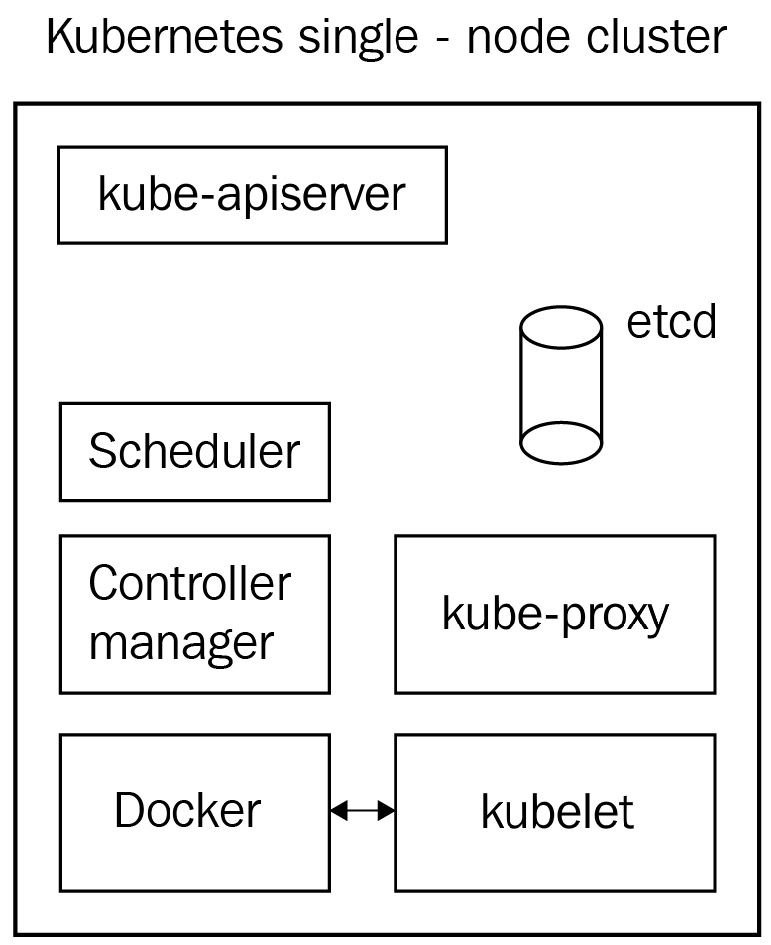 Kubernetes single - node cluster
kube-apiserver
etcd
Scheduler
Controller
manager
kube-proxy
Docker
kubelet